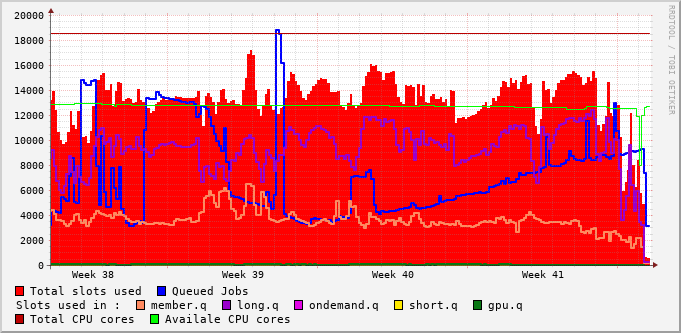 RRDTOOL / TOBI OETIKER
20000
18000
16000
14000
12000
10000
8000
6000
4000
2000
0
Week 38 Week 39 Week 40 Week 41
Total slots used Queued Jobs
Slots used in : member.q long.q ondemand.q short.q gpu.q
Total CPU cores Availale CPU cores